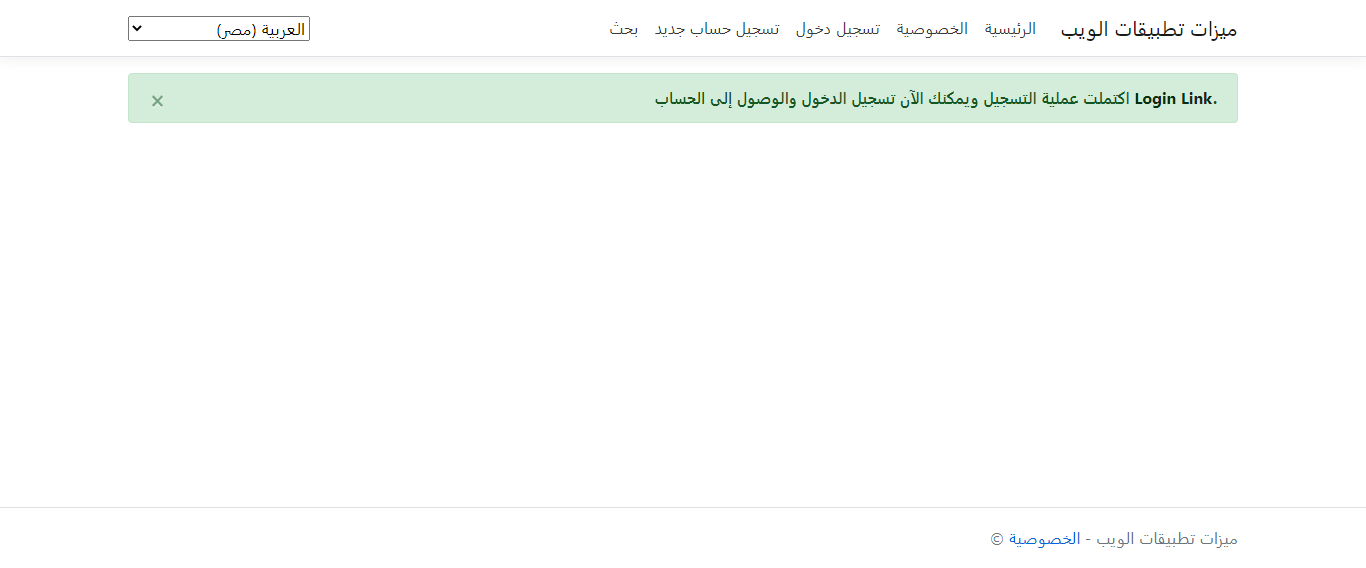 ميزات تطبيقات الويب
الرئيسية الخصوصية تسجيل دخول تسجيل حساب جديد بحث
العربية (مصر)
.Login Link اكتملت عملية التسجيل ويمكنك الآن تسجيل الدخول والوصول إلى الحساب ×
ميزات تطبيقات الويب - الخصوصية ©